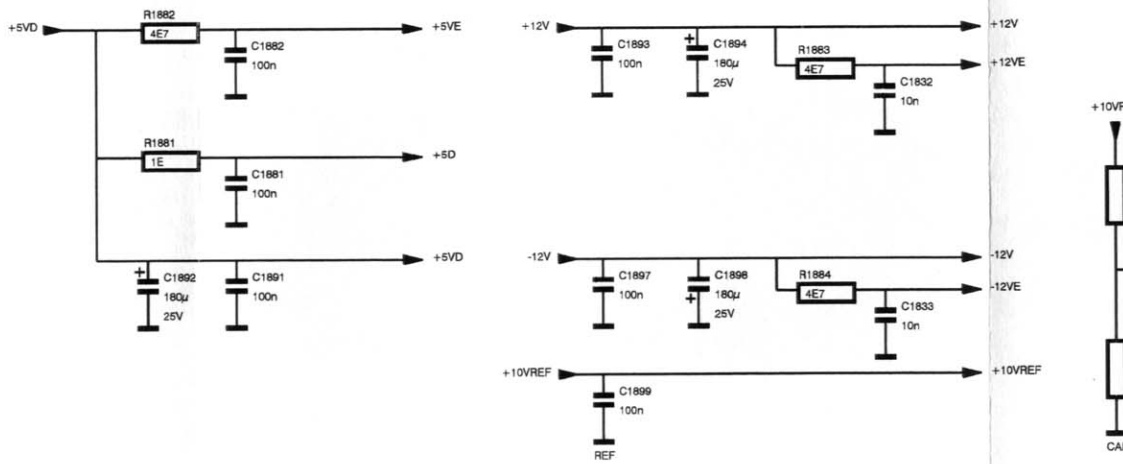 +5VD
R1882
4E7
+5VE
C1882
100n
R1881
1E
+5D
C1881
100n
+5VD
+
C1892
180µ
25V
C1891
100n
+12V
+12V
C1893
100n
+
C1894
180µ
25V
R1883
4E7
+12VE
C1832
10n
-12V
-12V
C1897
100n
C1898
180µ
+
25V
R1884
4E7
-12VE
C1833
10n
+10VREF
+10VREF
C1899
100n
REF